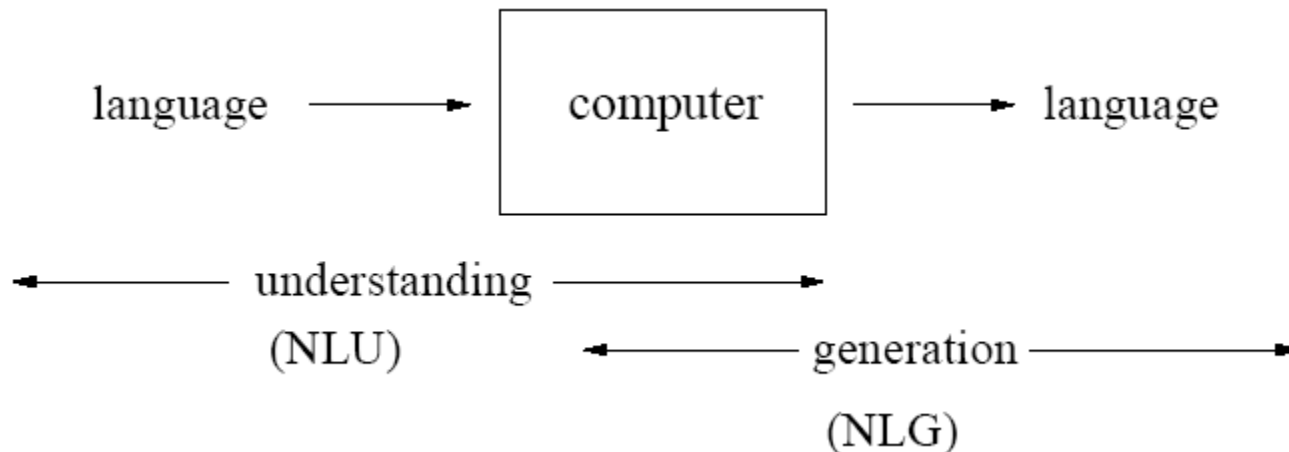 language computer language
understanding
(NLU)
generation
(NLG)